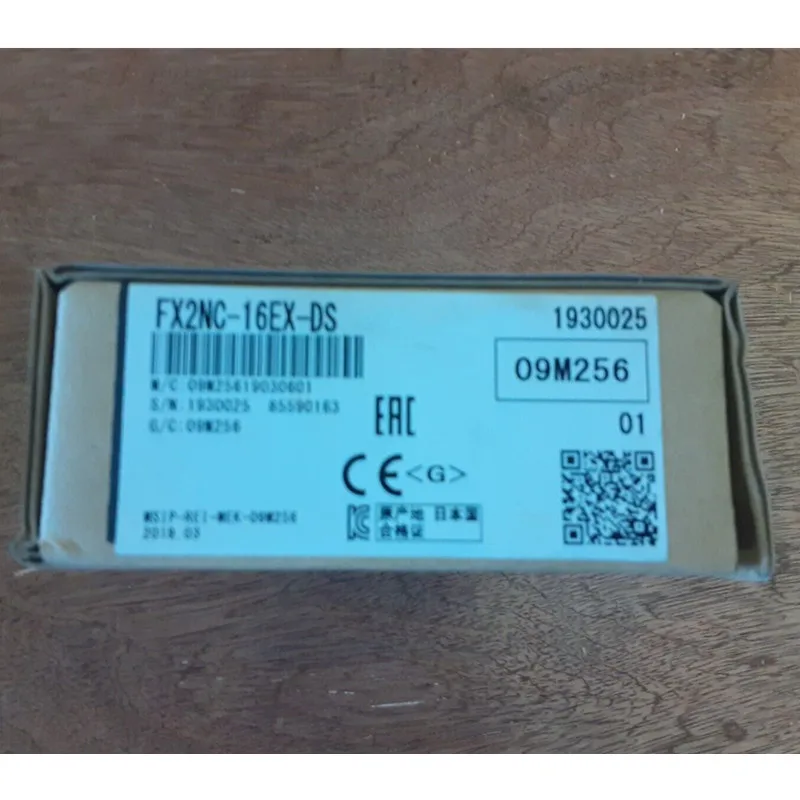 FX2NC-16EX-DS
1930025
09M256
M/C:09M25619030601
S/N:1930025 85590163
G/C:09M256
EAC
01
CE <G>
MSIP-REI-MEK-09M256
2018.03
原产地 日本国
合格证